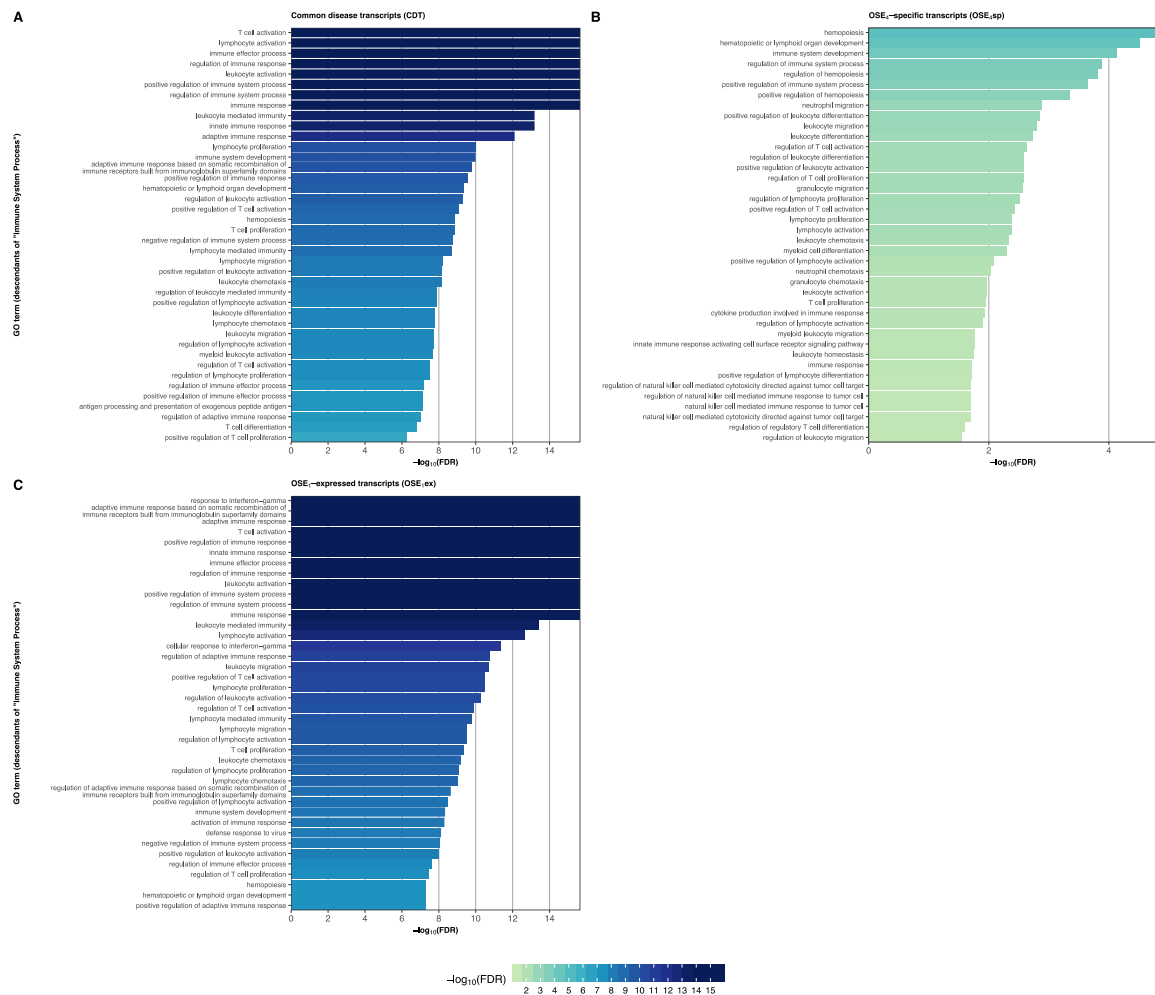 A
Common disease transcripts (CDT)
GO term (descendants of "Immune System Process")
T cell activation
lymphocyte activation
immune effector process
regulation of immune response
leukocyte activation
positive regulation of immune system process
regulation of immune system process
immune response
leukocyte mediated immunity
innate immune response
adaptive immune response
lymphocyte proliferation
immune system development
adaptive immune response based on somatic recombination of
immune receptors built from immunoglobulin superfamily domains
positive regulation of immune response
hematopoietic or lymphoid organ development
regulation of leukocyte activation
positive regulation of T cell activation
hemopoiesis
T cell proliferation
negative regulation of immune system process
lymphocyte mediated immunity
lymphocyte migration
positive regulation of leukocyte activation
leukocyte chemotaxis
regulation of leukocyte mediated immunity
positive regulation of lymphocyte activation
leukocyte differentiation
lymphocyte chemotaxis
leukocyte migration
regulation of lymphocyte activation
myeloid leukocyte activation
regulation of T cell activation
regulation of lymphocyte proliferation
regulation of immune effector process
positive regulation of immune effector process
antigen processing and presentation of exogenous peptide antigen
regulation of adaptive immune response
T cell differentiation
positive regulation of T cell proliferation
0 2 4 6 8 10 12 14
−log₁₀(FDR)
B
OSE₄−specific transcripts (OSE₄sp)
hemopoiesis
hematopoietic or lymphoid organ development
immune system development
regulation of immune system process
regulation of hemopoiesis
positive regulation of immune system process
positive regulation of hemopoiesis
neutrophil migration
positive regulation of leukocyte differentiation
leukocyte migration
leukocyte differentiation
regulation of T cell activation
regulation of leukocyte differentiation
positive regulation of leukocyte activation
regulation of T cell proliferation
granulocyte migration
regulation of lymphocyte proliferation
positive regulation of T cell activation
lymphocyte proliferation
lymphocyte activation
leukocyte chemotaxis
myeloid cell differentiation
positive regulation of lymphocyte activation
neutrophil chemotaxis
granulocyte chemotaxis
leukocyte activation
T cell proliferation
cytokine production involved in immune response
regulation of lymphocyte activation
myeloid leukocyte migration
innate immune response activating cell surface receptor signaling pathway
leukocyte homeostasis
immune response
positive regulation of lymphocyte differentiation
regulation of natural killer cell mediated cytotoxicity directed against tumor cell target
regulation of natural killer cell mediated immune response to tumor cell
natural killer cell mediated immune response to tumor cell
natural killer cell mediated cytotoxicity directed against tumor cell target
regulation of regulatory T cell differentiation
regulation of leukocyte migration
0 2 4
−log₁₀(FDR)
C
OSE₁−expressed transcripts (OSE₁ex)
GO term (descendants of "Immune System Process")
response to interferon−gamma
adaptive immune response based on somatic recombination of
immune receptors built from immunoglobulin superfamily domains
adaptive immune response
T cell activation
positive regulation of immune response
innate immune response
immune effector process
regulation of immune response
leukocyte activation
positive regulation of immune system process
regulation of immune system process
immune response
leukocyte mediated immunity
lymphocyte activation
cellular response to interferon−gamma
regulation of adaptive immune response
leukocyte migration
positive regulation of T cell activation
lymphocyte proliferation
regulation of leukocyte activation
regulation of T cell activation
lymphocyte mediated immunity
lymphocyte migration
regulation of lymphocyte activation
T cell proliferation
leukocyte chemotaxis
regulation of lymphocyte proliferation
lymphocyte chemotaxis
regulation of adaptive immune response based on somatic recombination of
immune receptors built from immunoglobulin superfamily domains
positive regulation of lymphocyte activation
immune system development
activation of immune response
defense response to virus
negative regulation of immune system process
positive regulation of leukocyte activation
regulation of immune effector process
regulation of T cell proliferation
hemopoiesis
hematopoietic or lymphoid organ development
positive regulation of adaptive immune response
0 2 4 6 8 10 12 14
−log₁₀(FDR)
−log₁₀(FDR)
2 3 4 5 6 7 8 9 10 11 12 13 14 15